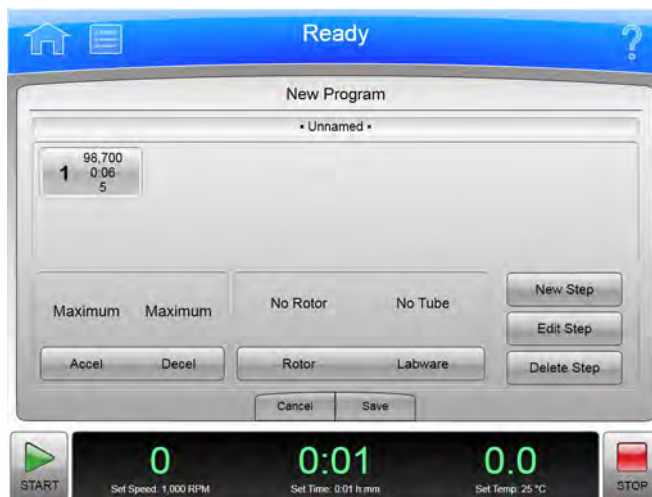 Ready
New Program
• Unnamed •
1
98,700
0:06
5
Maximum Maximum No Rotor No Tube
New Step
Edit Step
Accel Decel Rotor Labware Delete Step
Cancel Save
0 0:01 0.0
START Set Speed: 1,000 RPM Set Time: 0:01 h:mm Set Temp: 25 °C STOP